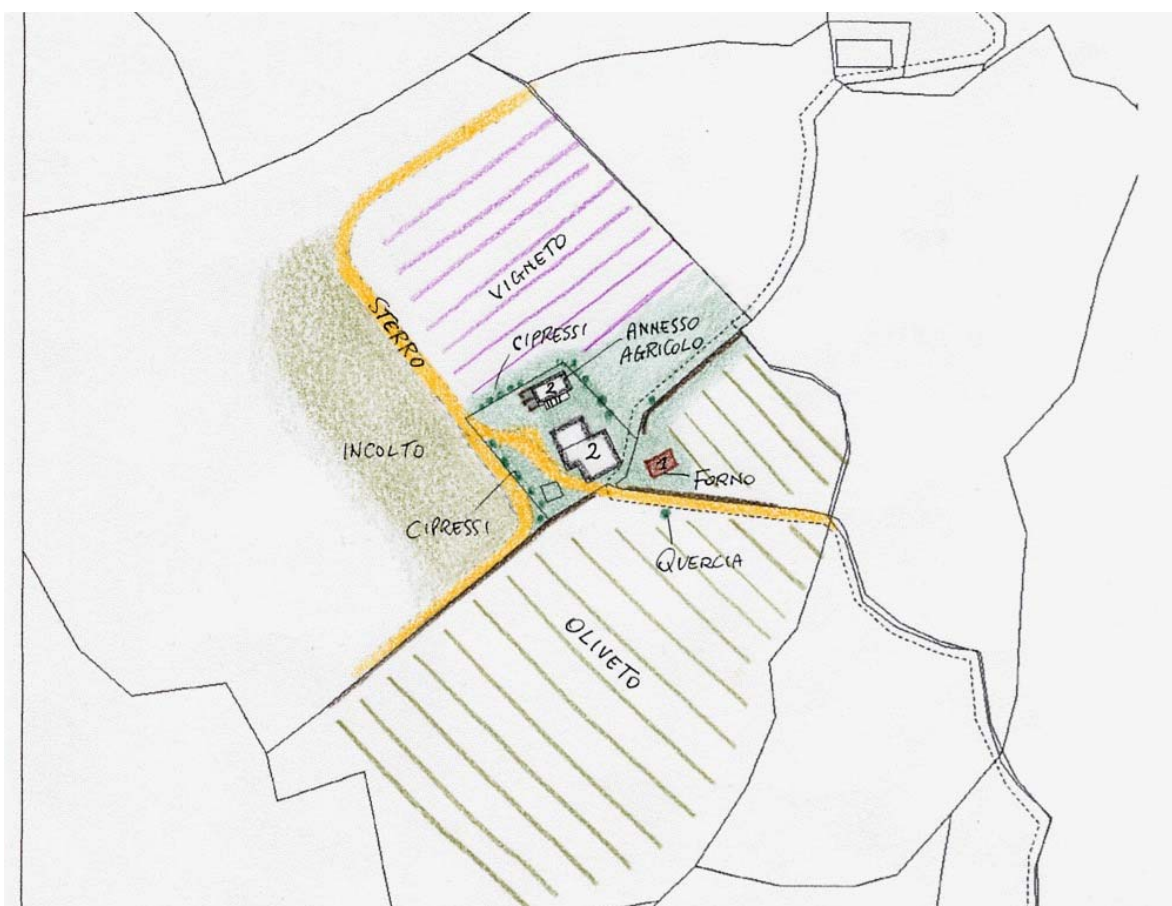 VIGNETO
STERRO
CIPRESSI
ANNESSO
AGRICOLO
2
INCOLTO
2
1
FORNO
CIPRESSI
QUERCIA
OLIVETO